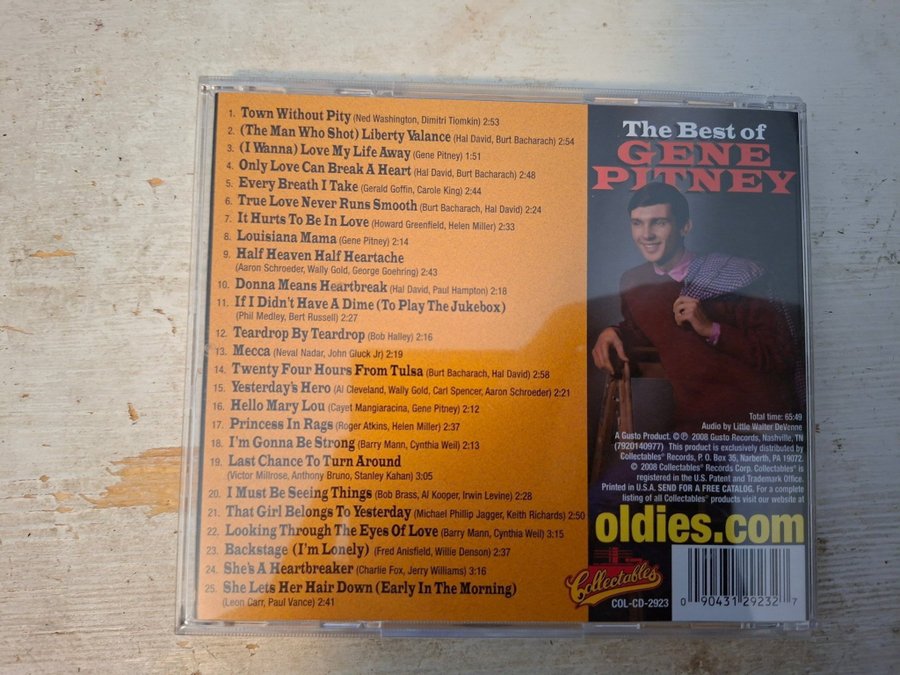 1. Town Without Pity (Ned Washington, Dimitri Tiomkin) 2:53
2. (The Man Who Shot) Liberty Valance (Hal David, Burt Bacharach) 2:54
3. (I Wanna) Love My Life Away (Gene Pitney) 1:51
4. Only Love Can Break A Heart (Hal David, Burt Bacharach) 2:48
5. Every Breath I Take (Gerald Goffin, Carole King) 2:44
6. True Love Never Runs Smooth (Burt Bacharach, Hal David) 2:24
7. It Hurts To Be In Love (Howard Greenfield, Helen Miller) 2:33
8. Louisiana Mama (Gene Pitney) 2:14
9. Half Heaven Half Heartache
(Aaron Schroeder, Wally Gold, George Goehring) 2:43
10. Donna Means Heartbreak (Hal David, Paul Hampton) 2:18
11. If I Didn't Have A Dime (To Play The Jukebox)
(Phil Medley, Bert Russell) 2:27
12. Teardrop By Teardrop (Bob Halley) 2:16
13. Mecca (Neval Nadar, John Gluck Jr) 2:19
14. Twenty Four Hours From Tulsa (Burt Bacharach, Hal David) 2:58
15. Yesterday's Hero (Al Cleveland, Wally Gold, Carl Spencer, Aaron Schroeder) 2:21
16. Hello Mary Lou (Cayet Mangiaracina, Gene Pitney) 2:12
17. Princess In Rags (Roger Atkins, Helen Miller) 2:37
18. I'm Gonna Be Strong (Barry Mann, Cynthia Weil) 2:13
19. Last Chance To Turn Around
(Victor Millrose, Anthony Bruno, Stanley Kahan) 3:05
20. I Must Be Seeing Things (Bob Brass, Al Kooper, Irwin Levine) 2:28
21. That Girl Belongs To Yesterday (Michael Phillip Jagger, Keith Richards) 2:50
22. Looking Through The Eyes Of Love (Barry Mann, Cynthia Weil) 3:15
23. Backstage (I'm Lonely) (Fred Anisfield, Willie Denson) 2:37
24. She's A Heartbreaker (Charlie Fox, Jerry Williams) 3:16
25. She Lets Her Hair Down (Early In The Morning)
(Leon Carr, Paul Vance) 2:41
The Best of
GENE
PITNEY
Total time: 65:49
Audio by Little Walter DeVenne
A Gusto Product. ©℗ 2008 Gusto Records, Nashville, TN
(7920140977) This product is exclusively distributed by
Collectables® Records, P. O. Box 35, Narberth, PA 19072.
© 2008 Collectables® Records Corp. Collectables® is
registered in the U.S. Patent and Trademark Office.
Printed in U.S.A. SEND FOR A FREE CATALOG. For a complete
listing of all Collectables® products visit our website at
oldies.com
Collectables
COL-CD-2923
0 90431 29232 7